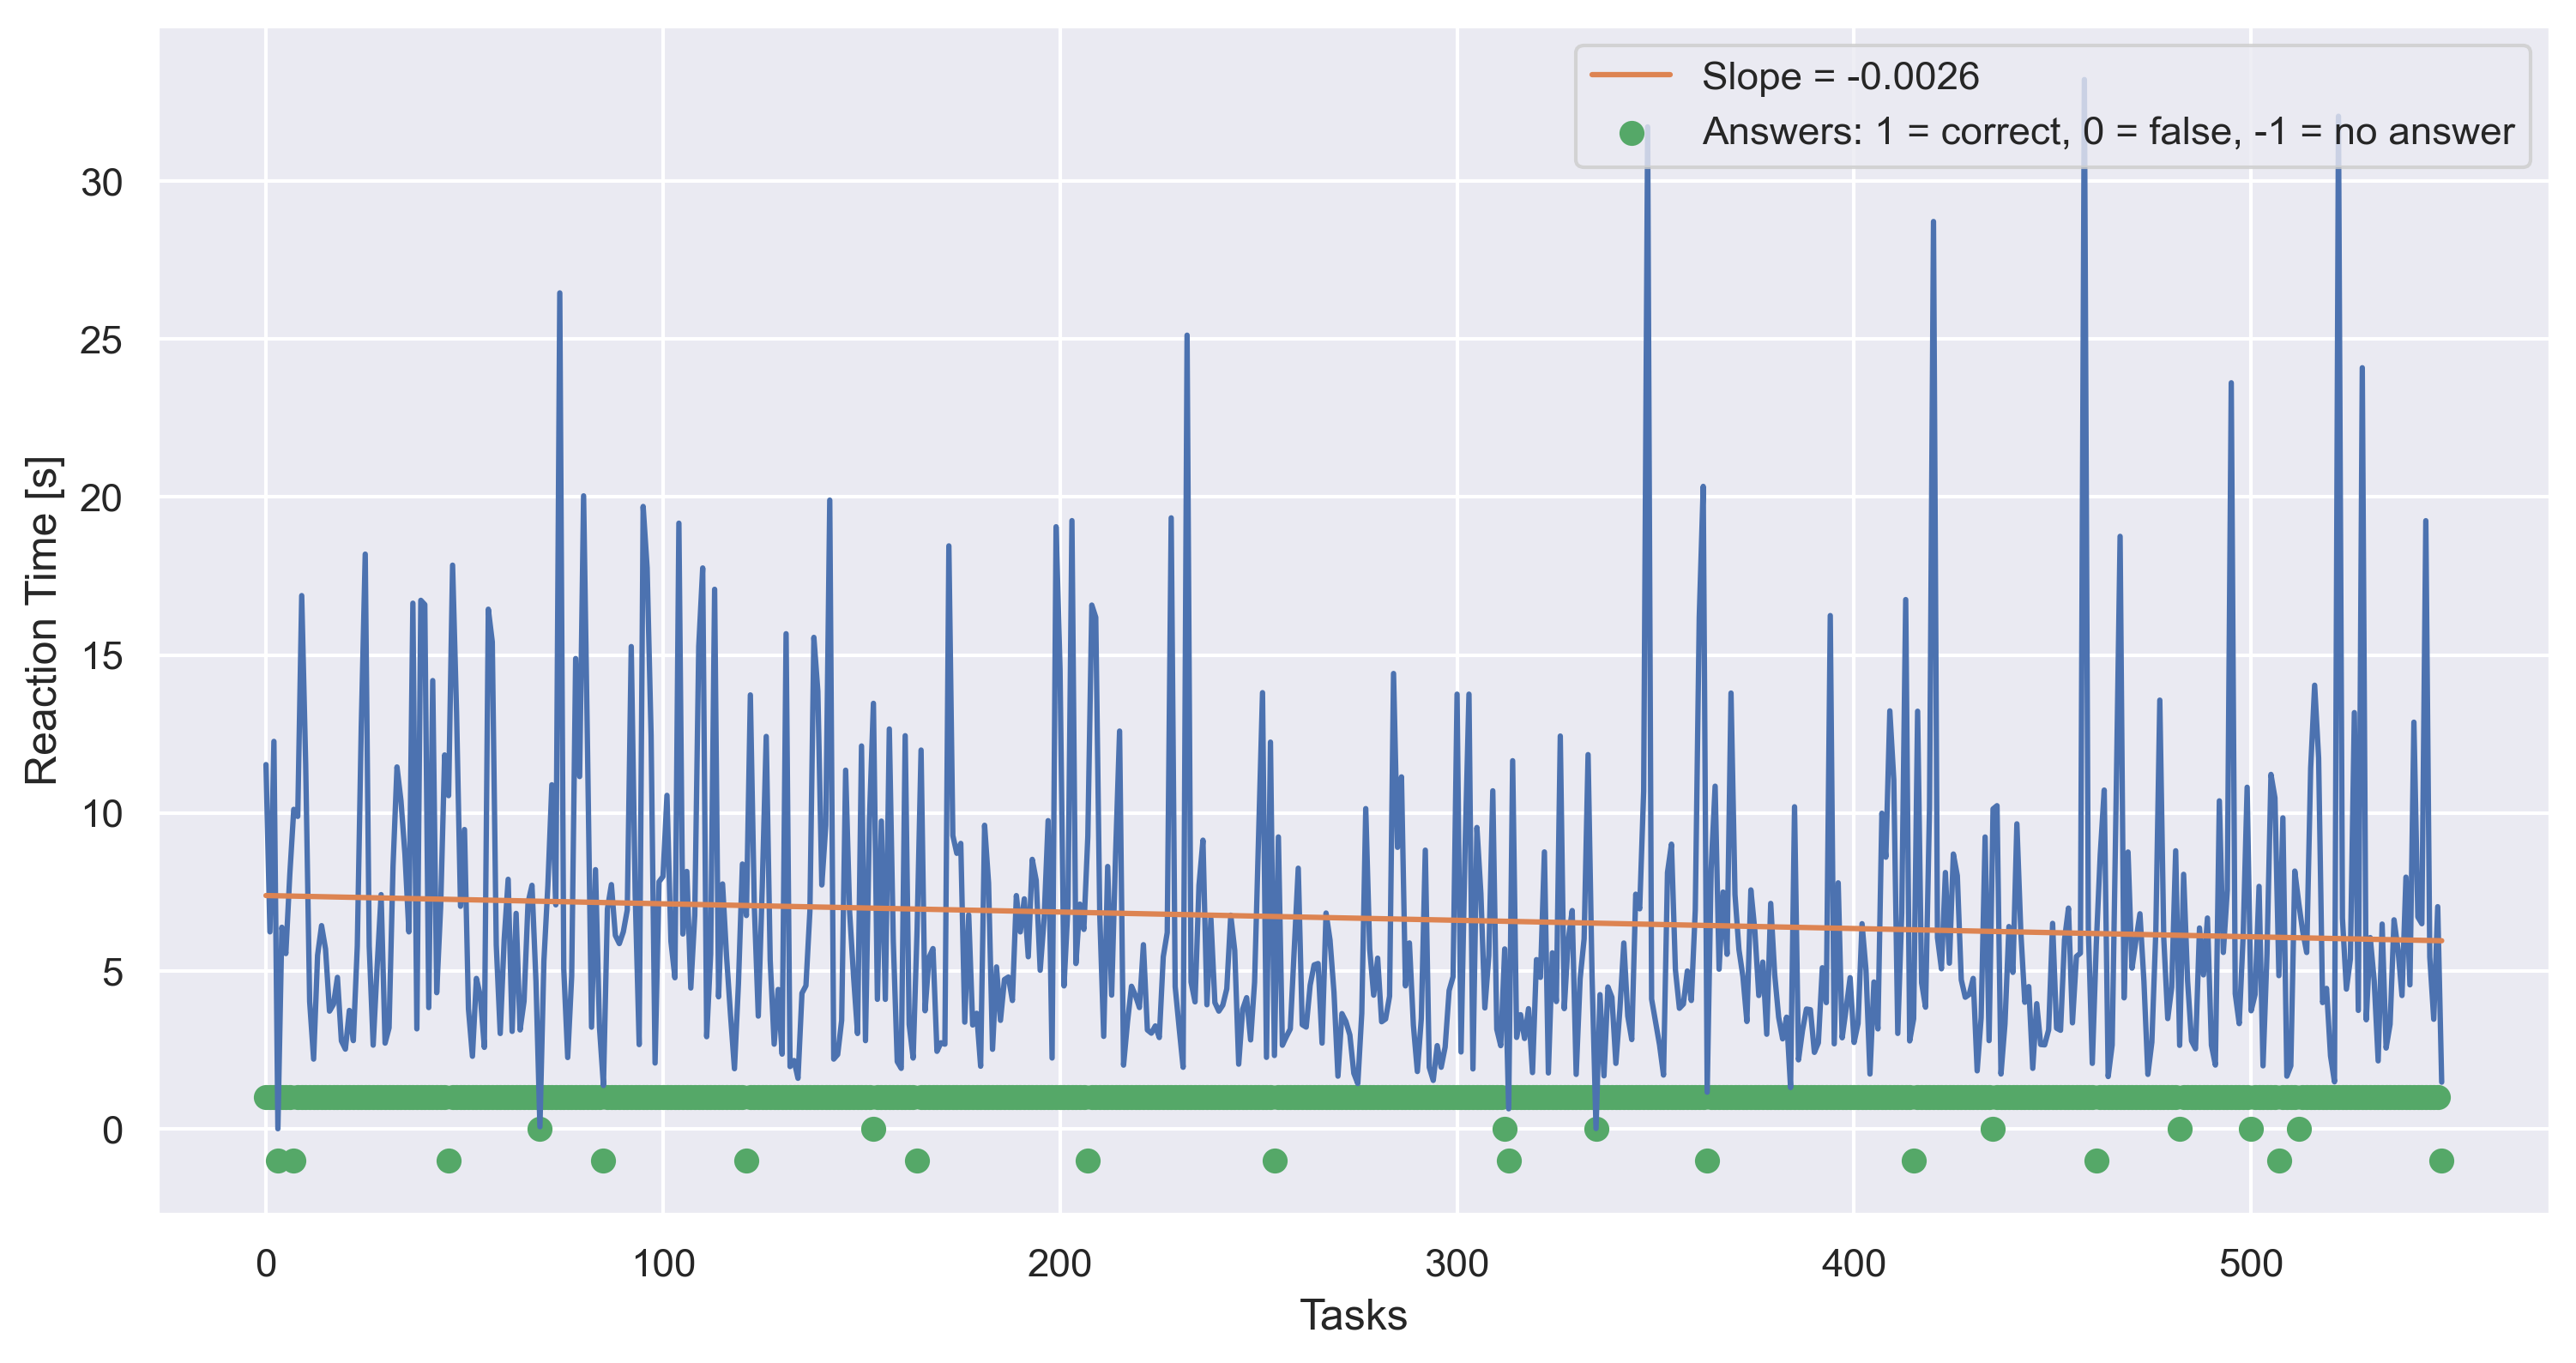 Slope = -0.0026
Answers: 1 = correct, 0 = false, -1 = no answer
Reaction Time [s]
30
25
20
15
10
5
0
0 100 200 300 400 500
Tasks